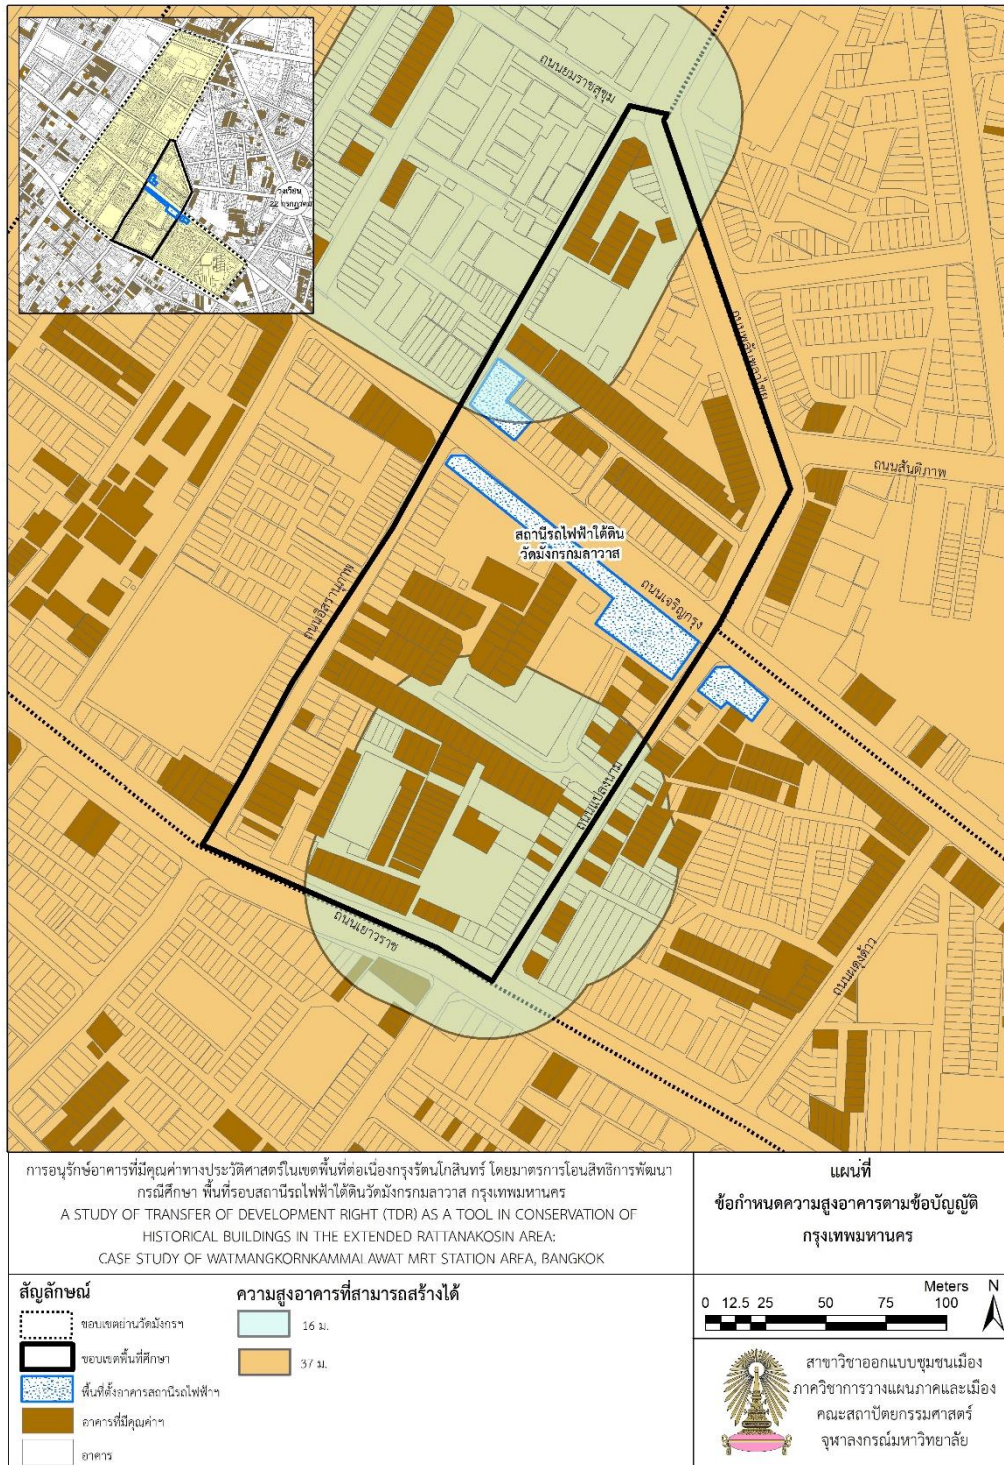 วงเวียน
22 กรกฎาคม
ถนนยมราชสุขุม
ถนนพลับพลาไชย
ถนนสันติภาพ
สถานีรถไฟฟ้าใต้ดิน
วัดมังกรกมลาวาส
ถนนเจริญกรุง
ถนนอิสรานุภาพ
ถนนแปลงนาม
ถนนเยาวราช
ถนนผดุงด้าว
การอนุรักษ์อาคารที่มีคุณค่าทางประวัติศาสตร์ในเขตพื้นที่ต่อเนื่องกรุงรัตนโกสินทร์ โดยมาตรการโอนสิทธิการพัฒนา
กรณีศึกษา พื้นที่รอบสถานีรถไฟฟ้าใต้ดินวัดมังกรกมลาวาส กรุงเทพมหานคร
A STUDY OF TRANSFER OF DEVELOPMENT RIGHT (TDR) AS A TOOL IN CONSERVATION OF
HISTORICAL BUILDINGS IN THE EXTENDED RATTANAKOSIN AREA:
CASE STUDY OF WATMANGKORNKAMMALAWAT MRT STATION AREA, BANGKOK
แผนที่
ข้อกำหนดความสูงอาคารตามข้อบัญญัติ
กรุงเทพมหานคร
สัญลักษณ์
ขอบเขตย่านวัดมังกรฯ
ขอบเขตพื้นที่ศึกษา
พื้นที่ตั้งอาคารสถานีรถไฟฟ้าฯ
อาคารที่มีคุณค่าฯ
อาคาร
ความสูงอาคารที่สามารถสร้างได้
16 ม.
37 ม.
Meters
N
0 12.5 25 50 75 100
สาขาวิชาออกแบบชุมชนเมือง
ภาควิชาการวางแผนภาคและเมือง
คณะสถาปัตยกรรมศาสตร์
จุฬาลงกรณ์มหาวิทยาลัย